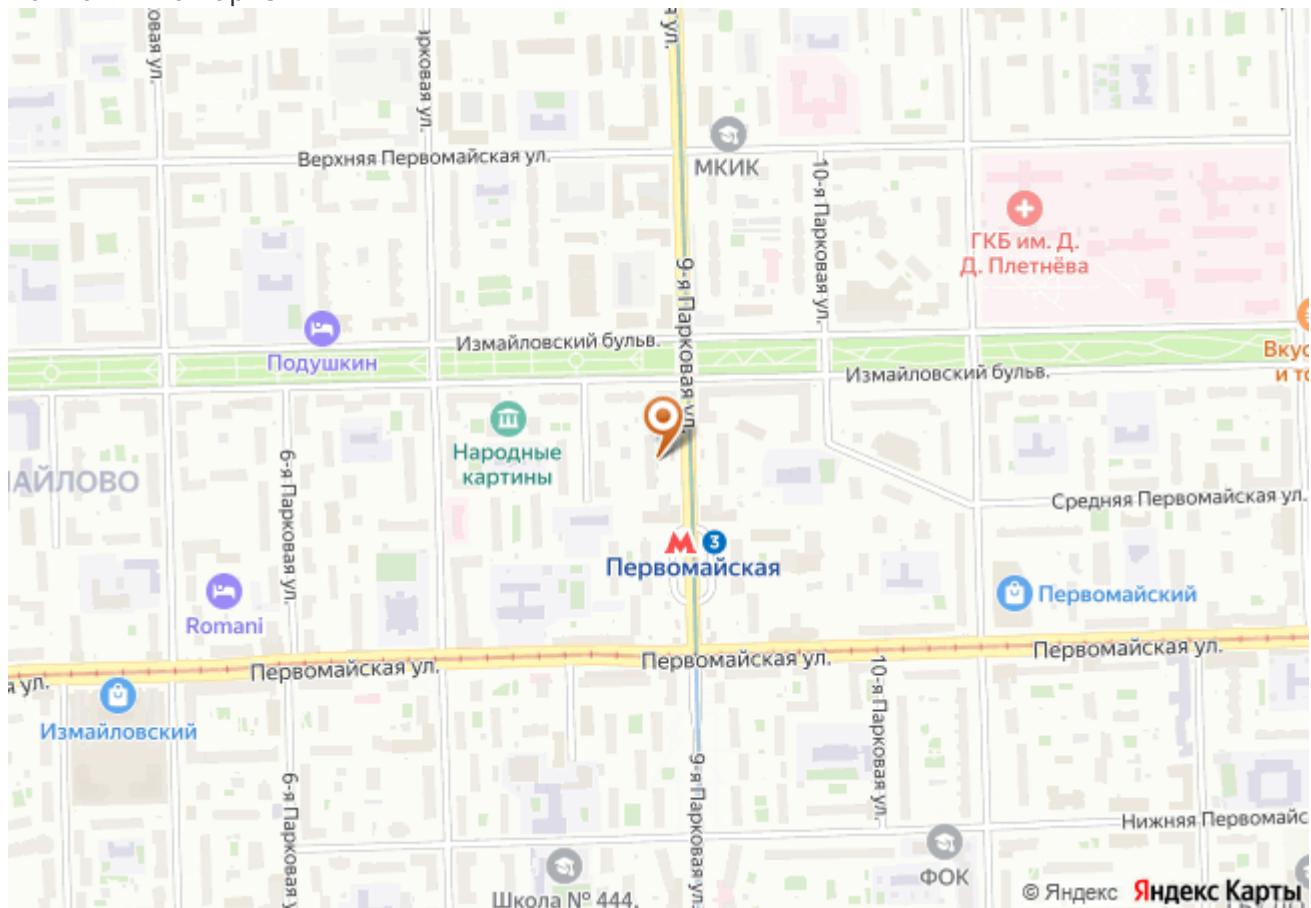 ковая ул.
рковая ул.
ул.
Верхняя Первомайская ул.
МКИК
10-я Парковая ул.
ГКБ им. Д.
Д. Плетнёва
9-я Парковая ул.
Подушкин
Измайловский бульв.
Измайловский бульв.
Вкус
и то
Народные
картины
АЙЛОВО
6-я Парковая ул.
Средняя Первомайская ул.
3
Первомайская
Romani
Первомайский
Первомайская ул.
Первомайская ул.
Первомайская ул.
я ул.
Измайловский
10-я Парковая ул.
6-я Парковая у
9-я Парковая ул.
Нижняя Первомайс
ФОК
Школа № 444,
© Яндекс Яндекс Карты